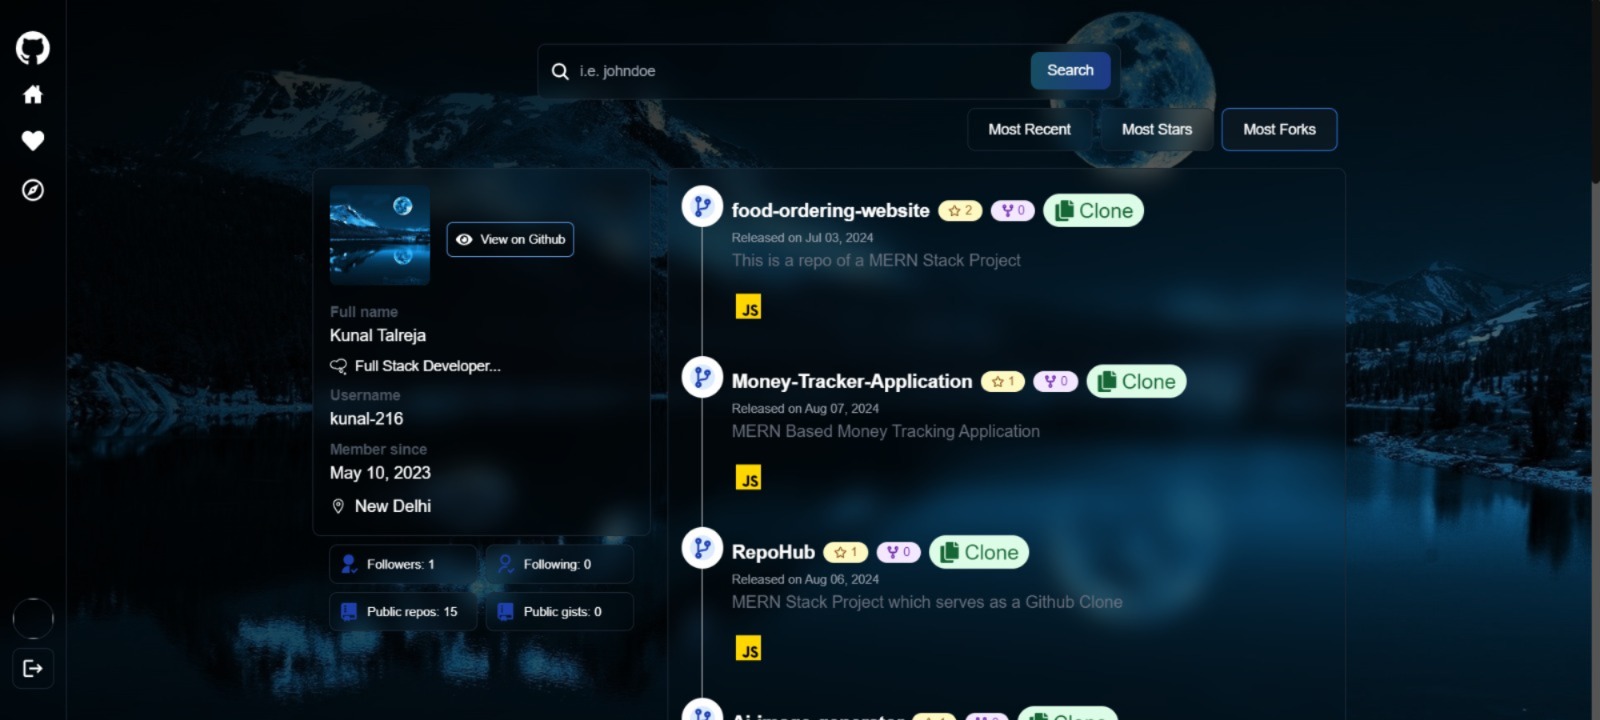 i.e. johndoe
Search
Most Recent
Most Stars
Most Forks
View on Github
Full name
Kunal Talreja
Full Stack Developer...
Username
kunal-216
Member since
May 10, 2023
New Delhi
Followers: 1
Following: 0
Public repos: 15
Public gists: 0
food-ordering-website 2 0 Clone
Released on Jul 03, 2024
This is a repo of a MERN Stack Project
JS
Money-Tracker-Application 1 0 Clone
Released on Aug 07, 2024
MERN Based Money Tracking Application
JS
RepoHub 1 0 Clone
Released on Aug 06, 2024
MERN Stack Project which serves as a Github Clone
JS
Ai-image-generator Clone